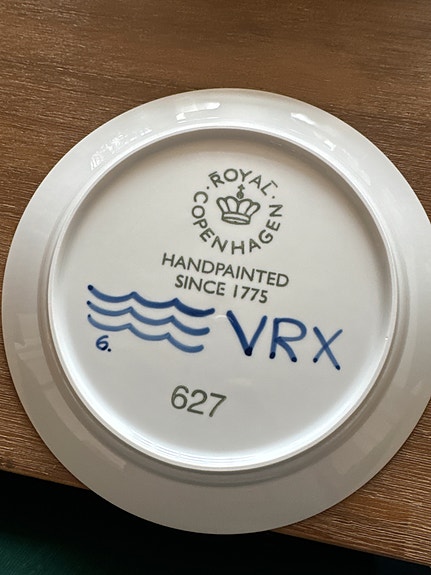 ROYAL
COPENHAGEN
HANDPAINTED
SINCE 1775
VRX
6.
627